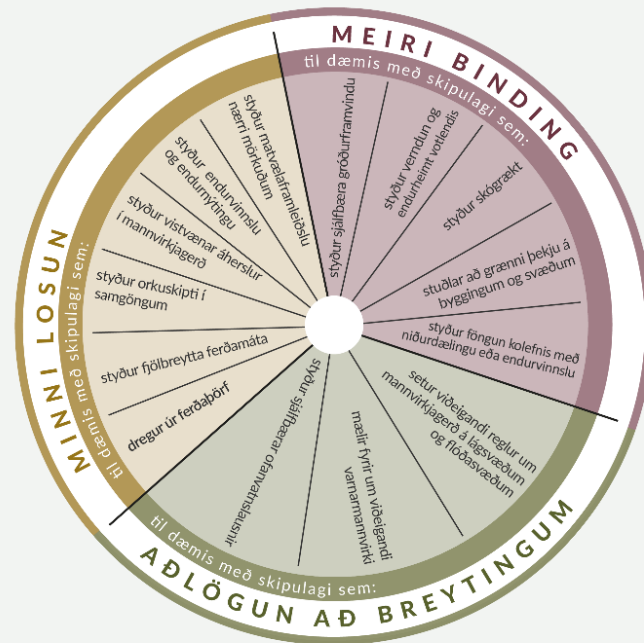 MEIRI BINDING
til dæmis með skipulagi sem:
styður sjálfbæra gróðurframvindu
styður verndun og
endurheimt votlendis
styður skógrækt
stuðlar að grænni þekju á
byggingum og svæðum
styður föngun kolefnis með
niðurdælingu eða endurvinnslu
AÐLÖGUN AÐ BREYTINGUM
til dæmis með skipulagi sem:
setur viðeigandi reglur um
mannvirkjagerð á lágsvæðum
og flóðasvæðum
mælir fyrir um viðeigandi
varnarmannvirki
styður sjálfbærar ofanvatnslausnir
MINNI LOSUN
til dæmis með skipulagi sem:
dregur úr ferðaþörf
styður fjölbreytta ferðamáta
styður orkuskipti í
samgöngum
styður vistvænar áherslur
í mannvirkjagerð
styður endurvinnslu
og endurnýtingu
styður matvælaframleiðslu
nærri mörkuðum